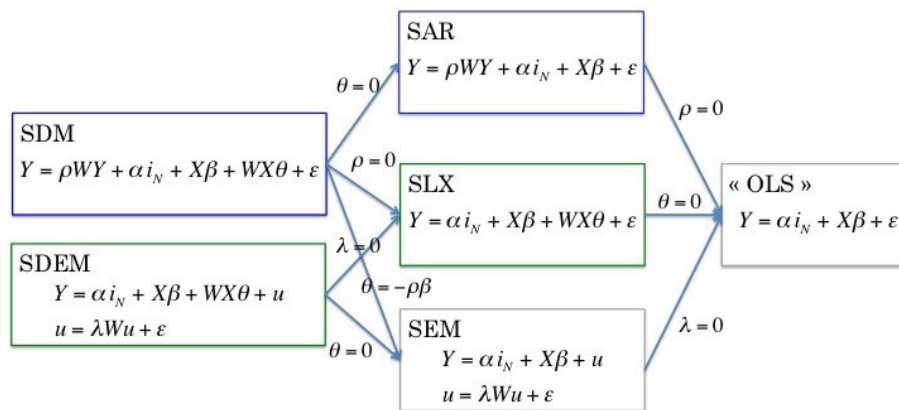 SAR
Y = ρWY + αi_N + Xβ + ε
θ = 0
ρ = 0
SDM
Y = ρWY + αi_N + Xβ + WXθ + ε
ρ = 0
SLX
Y = αi_N + Xβ + WXθ + ε
θ = 0
« OLS »
Y = αi_N + Xβ + ε
λ = 0
SDEM
Y = αi_N + Xβ + WXθ + u
u = λWu + ε
θ = −ρβ
θ = 0
SEM
Y = αi_N + Xβ + u
u = λWu + ε
λ = 0